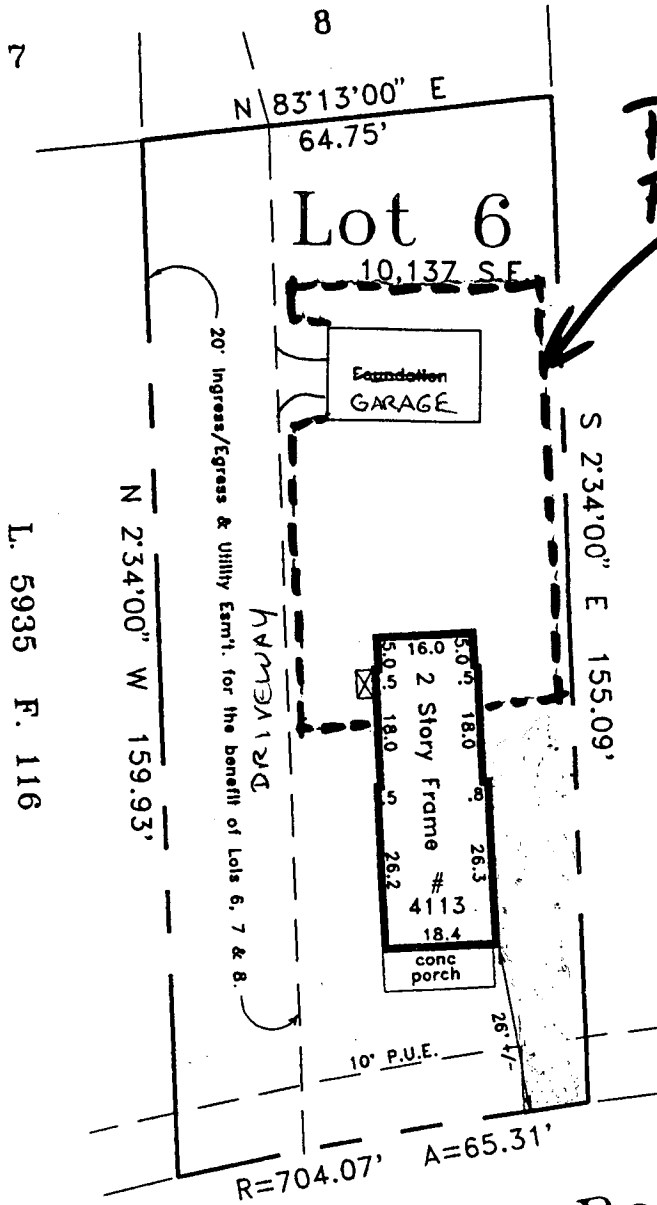 8
7
N 83°13'00" E
64.75'
Lot 6
10,137 S.F.
Foundation
GARAGE
20' Ingress/Egress & Utility Esm't. for the benefit of Lots 6, 7 & 8.
DRIVEWAY
N 2°34'00" W 159.93'
L. 5935 F. 116
S 2°34'00" E 155.09'
16.0
5.0
5.0
.5
.5
18.0
18.0
2 Story Frame
.5
.8
26.2
26.3
#
4113
18.4
conc
porch
26' +/-
10' P.U.E.
R=704.07' A=65.31'